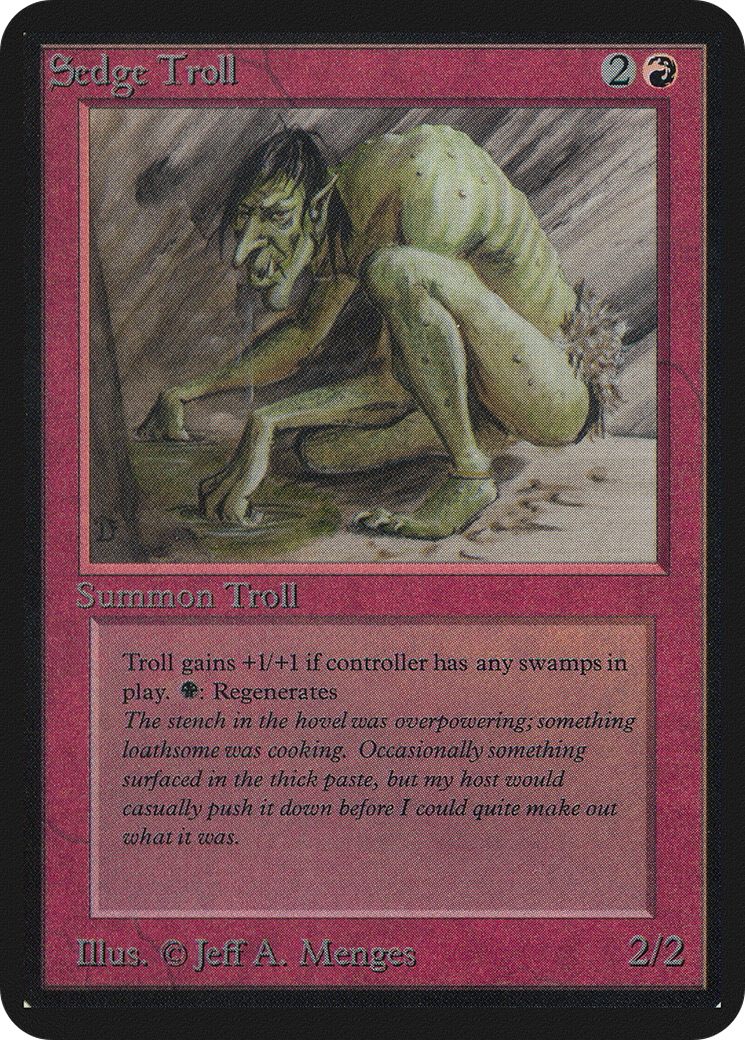 Sedge Troll 2
Summon Troll
Troll gains +1/+1 if controller has any swamps in
play. : Regenerates
The stench in the hovel was overpowering; something
loathsome was cooking. Occasionally something
surfaced in the thick paste, but my host would
casually push it down before I could quite make out
what it was.
Illus. © Jeff A. Menges 2/2